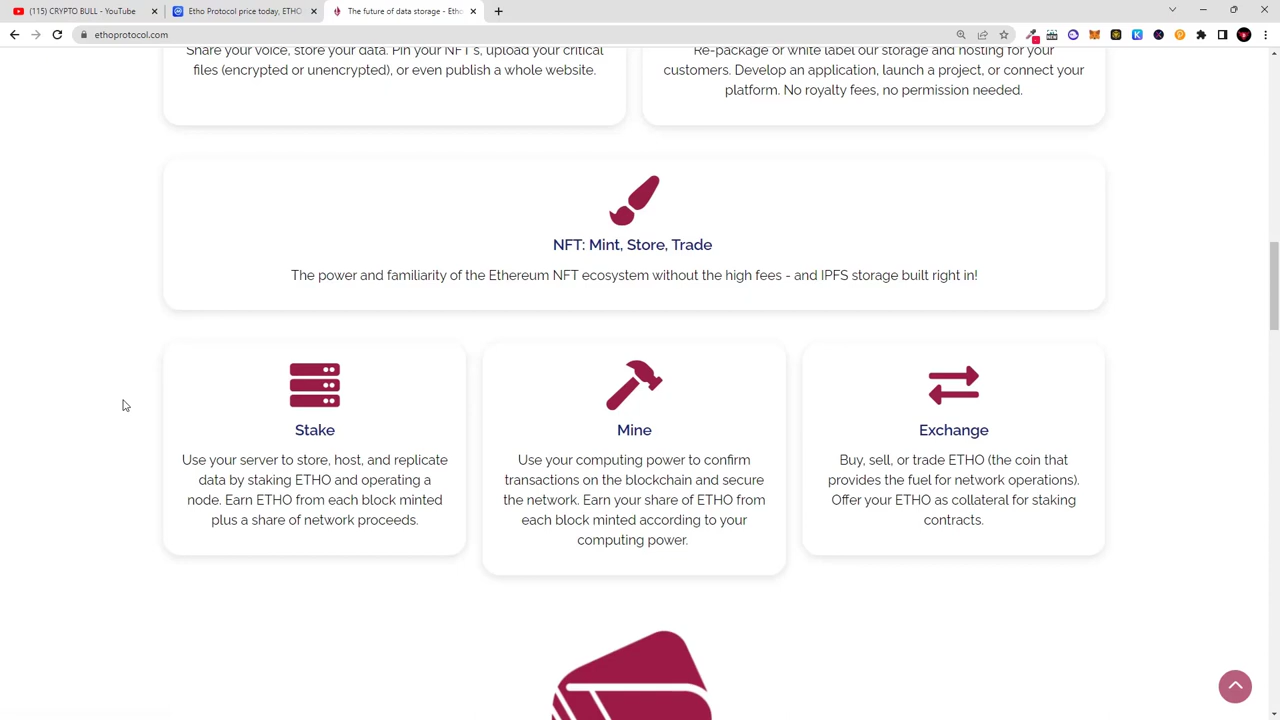 (115) CRYPTO BULL - YouTube
Etho Protocol price today, ETHO
The future of data storage - Etho
ethoprotocol.com
Share your voice, store your data. Pin your NFT's, upload your critical
files (encrypted or unencrypted), or even publish a whole website.
Re-package or white label our storage and hosting for your
customers. Develop an application, launch a project, or connect your
platform. No royalty fees, no permission needed.
NFT: Mint, Store, Trade
The power and familiarity of the Ethereum NFT ecosystem without the high fees - and IPFS storage built right in!
Stake
Use your server to store, host, and replicate
data by staking ETHO and operating a
node. Earn ETHO from each block minted
plus a share of network proceeds.
Mine
Use your computing power to confirm
transactions on the blockchain and secure
the network. Earn your share of ETHO from
each block minted according to your
computing power.
Exchange
Buy, sell, or trade ETHO (the coin that
provides the fuel for network operations).
Offer your ETHO as collateral for staking
contracts.